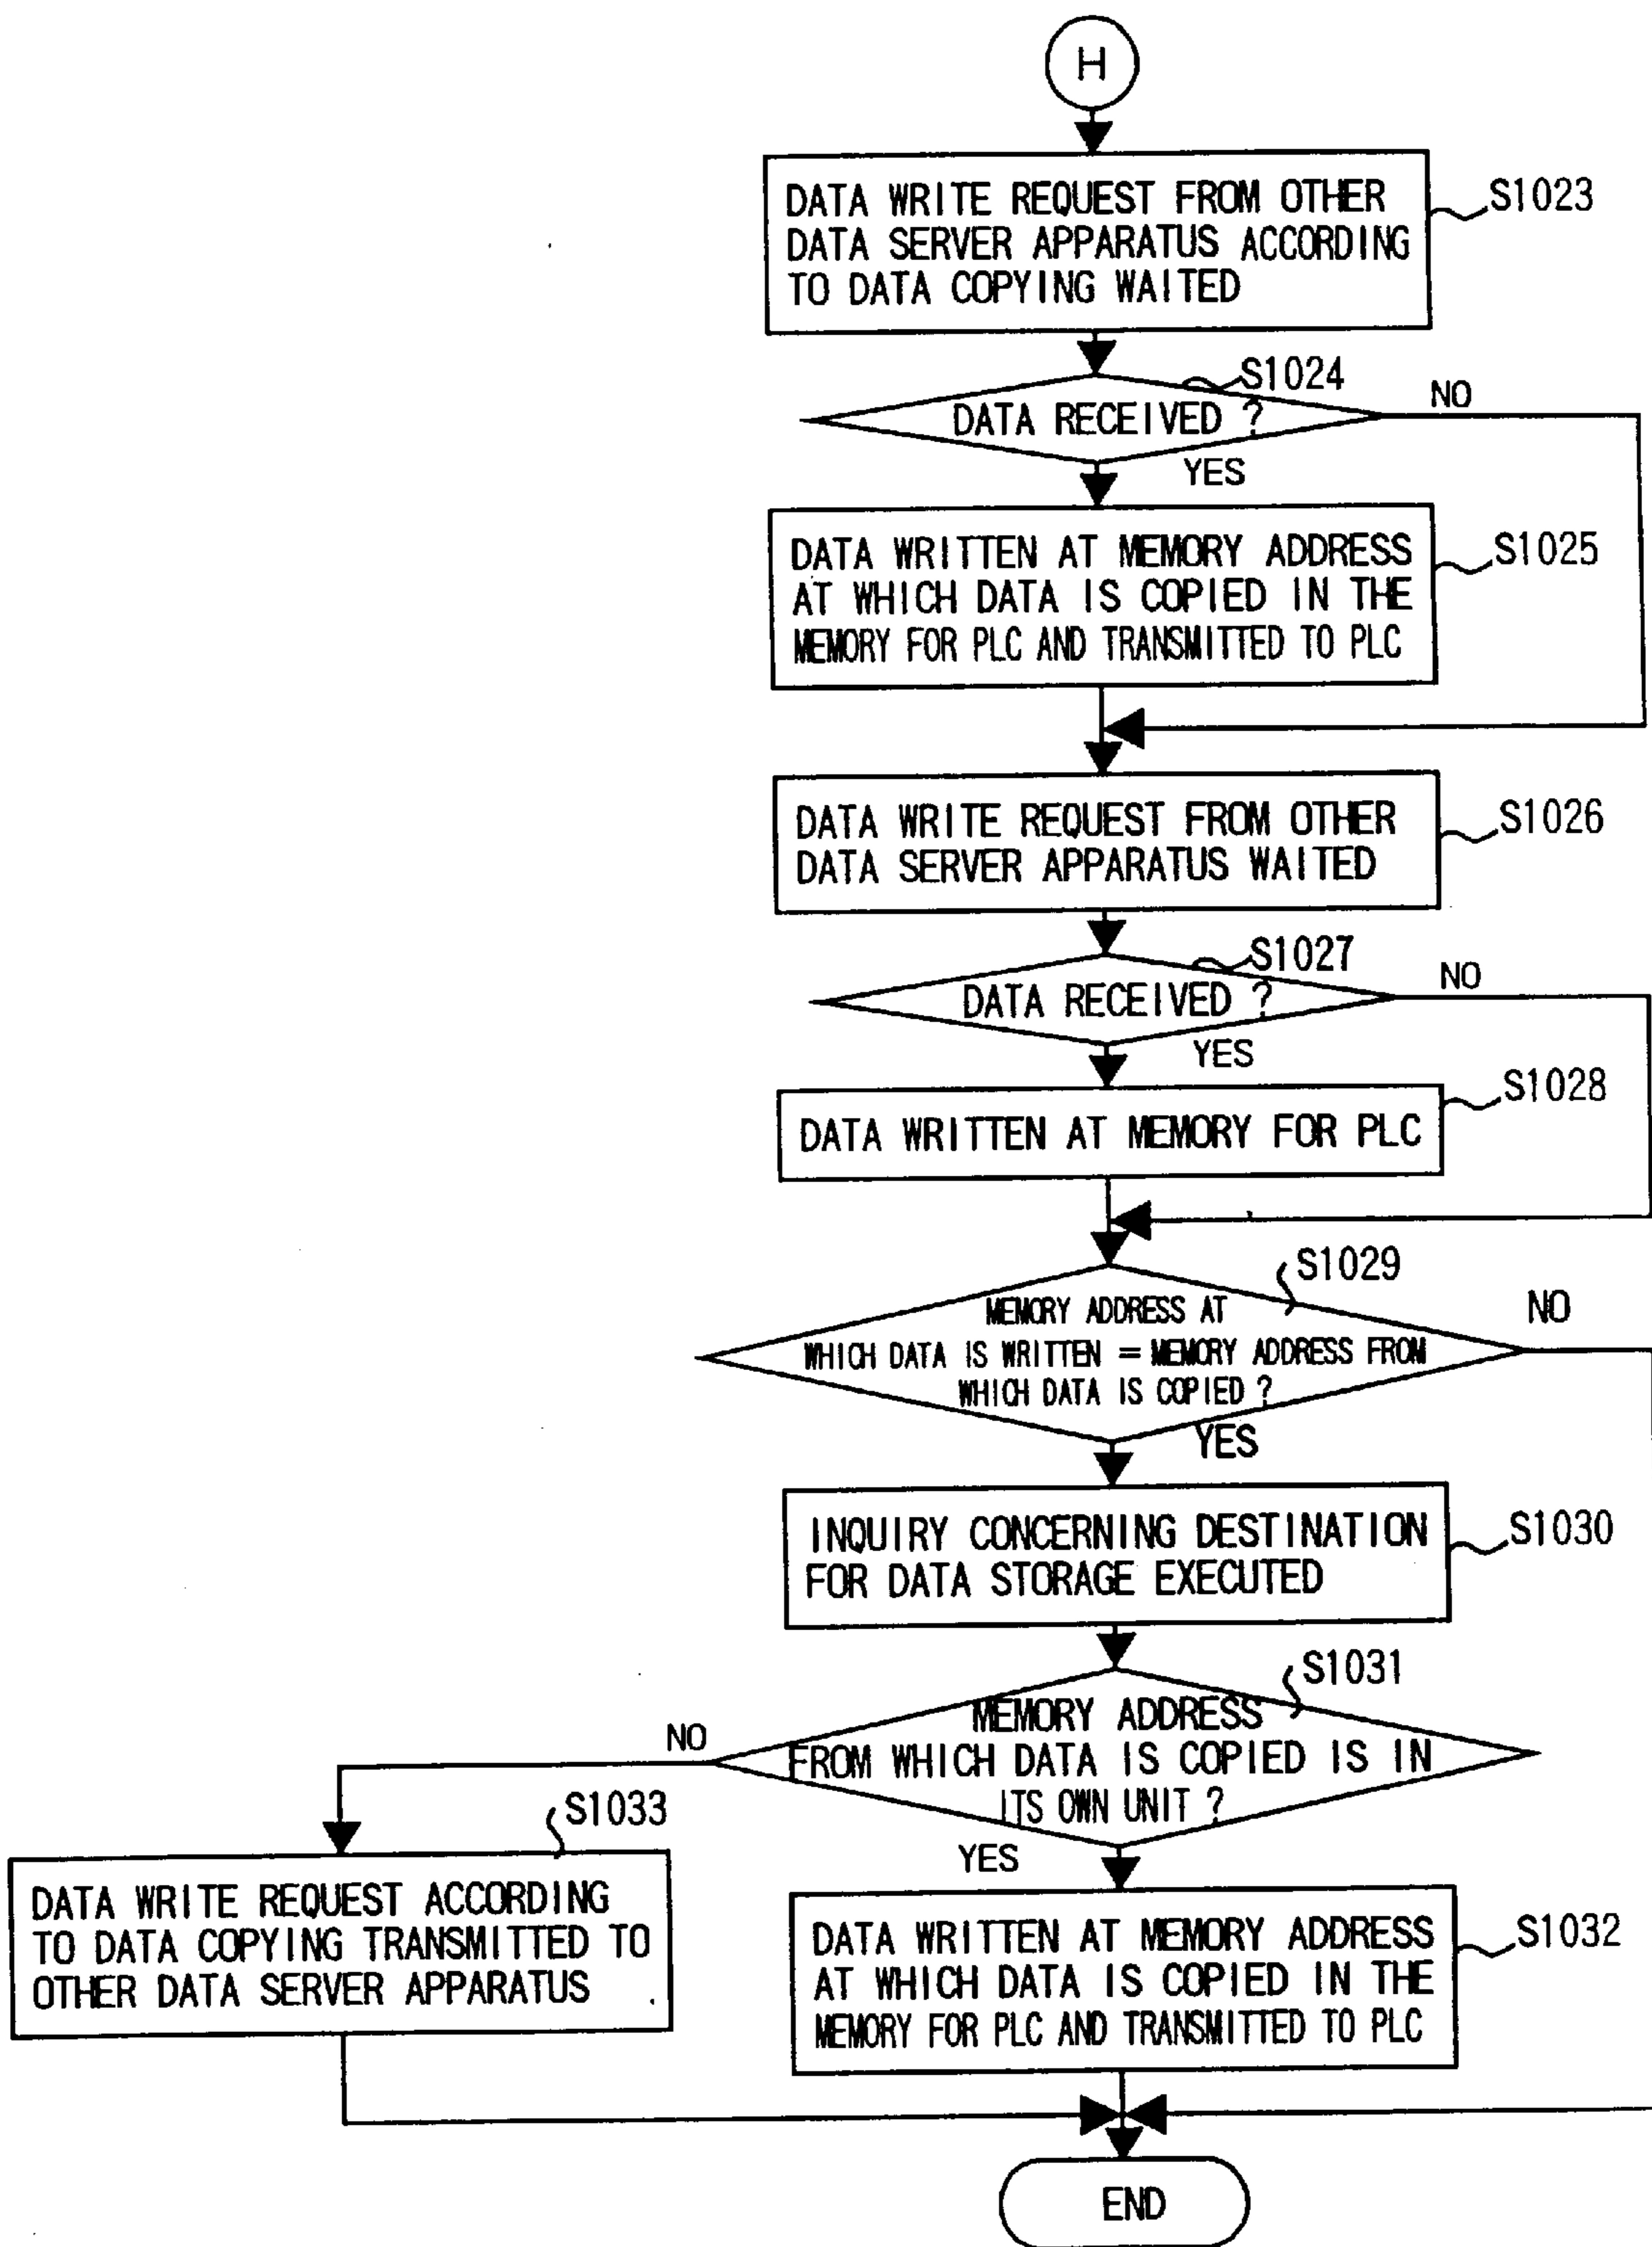 H
DATA WRITE REQUEST FROM OTHER
DATA SERVER APPARATUS ACCORDING
TO DATA COPYING WAITED
S1023
S1024
DATA RECEIVED ?
NO
YES
DATA WRITTEN AT MEMORY ADDRESS
AT WHICH DATA IS COPIED IN THE
MEMORY FOR PLC AND TRANSMITTED TO PLC
S1025
DATA WRITE REQUEST FROM OTHER
DATA SERVER APPARATUS WAITED
S1026
S1027
DATA RECEIVED ?
NO
YES
DATA WRITTEN AT MEMORY FOR PLC
S1028
S1029
MEMORY ADDRESS AT
WHICH DATA IS WRITTEN = MEMORY ADDRESS FROM
WHICH DATA IS COPIED ?
NO
YES
INQUIRY CONCERNING DESTINATION
FOR DATA STORAGE EXECUTED
S1030
S1031
MEMORY ADDRESS
FROM WHICH DATA IS COPIED IS IN
ITS OWN UNIT ?
NO
YES
S1033
DATA WRITE REQUEST ACCORDING
TO DATA COPYING TRANSMITTED TO
OTHER DATA SERVER APPARATUS
DATA WRITTEN AT MEMORY ADDRESS
AT WHICH DATA IS COPIED IN THE
MEMORY FOR PLC AND TRANSMITTED TO PLC
S1032
END